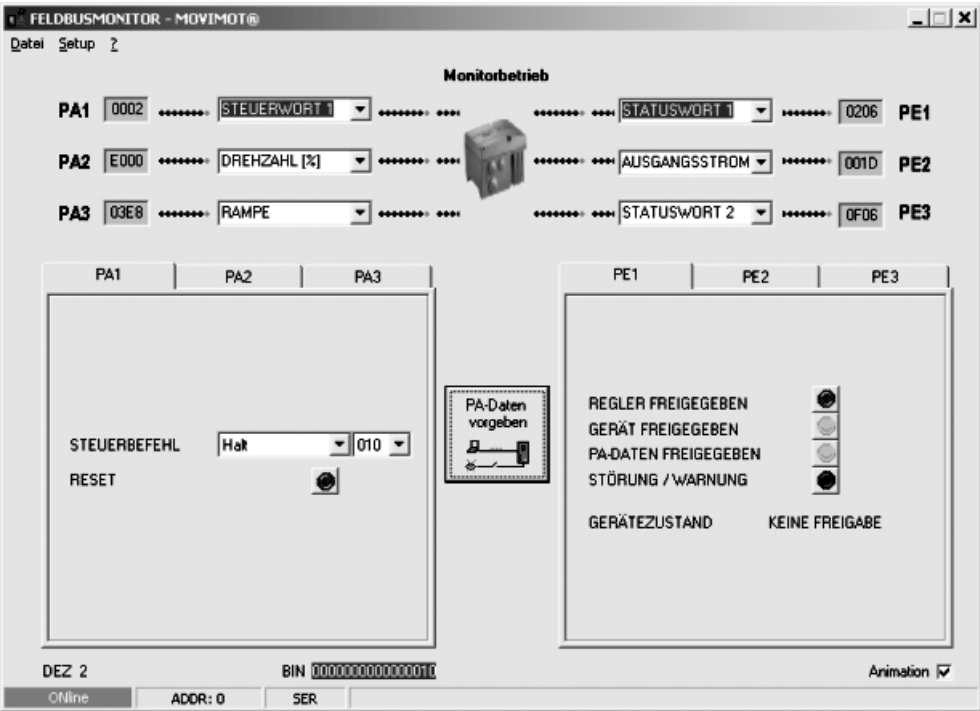 FELDBUSMONITOR - MOVIMOT®
Datei Setup ?
Monitorbetrieb
PA1 0002 STEUERWORT 1 STATUSWORT 1 0206 PE1
PA2 E000 DREHZAHL [%] AUSGANGSSTROM 001D PE2
PA3 03E8 RAMPE STATUSWORT 2 0F06 PE3
PA1 PA2 PA3 PE1 PE2 PE3
PA-Daten
vorgeben
REGLER FREIGEGEBEN
GERÄT FREIGEGEBEN
STEUERBEFEHL Halt 010 PA-DATEN FREIGEGEBEN
RESET STÖRUNG / WARNUNG
GERÄTEZUSTAND KEINE FREIGABE
DEZ 2 BIN 0000000000000010 Animation
ONline ADDR: 0 SER